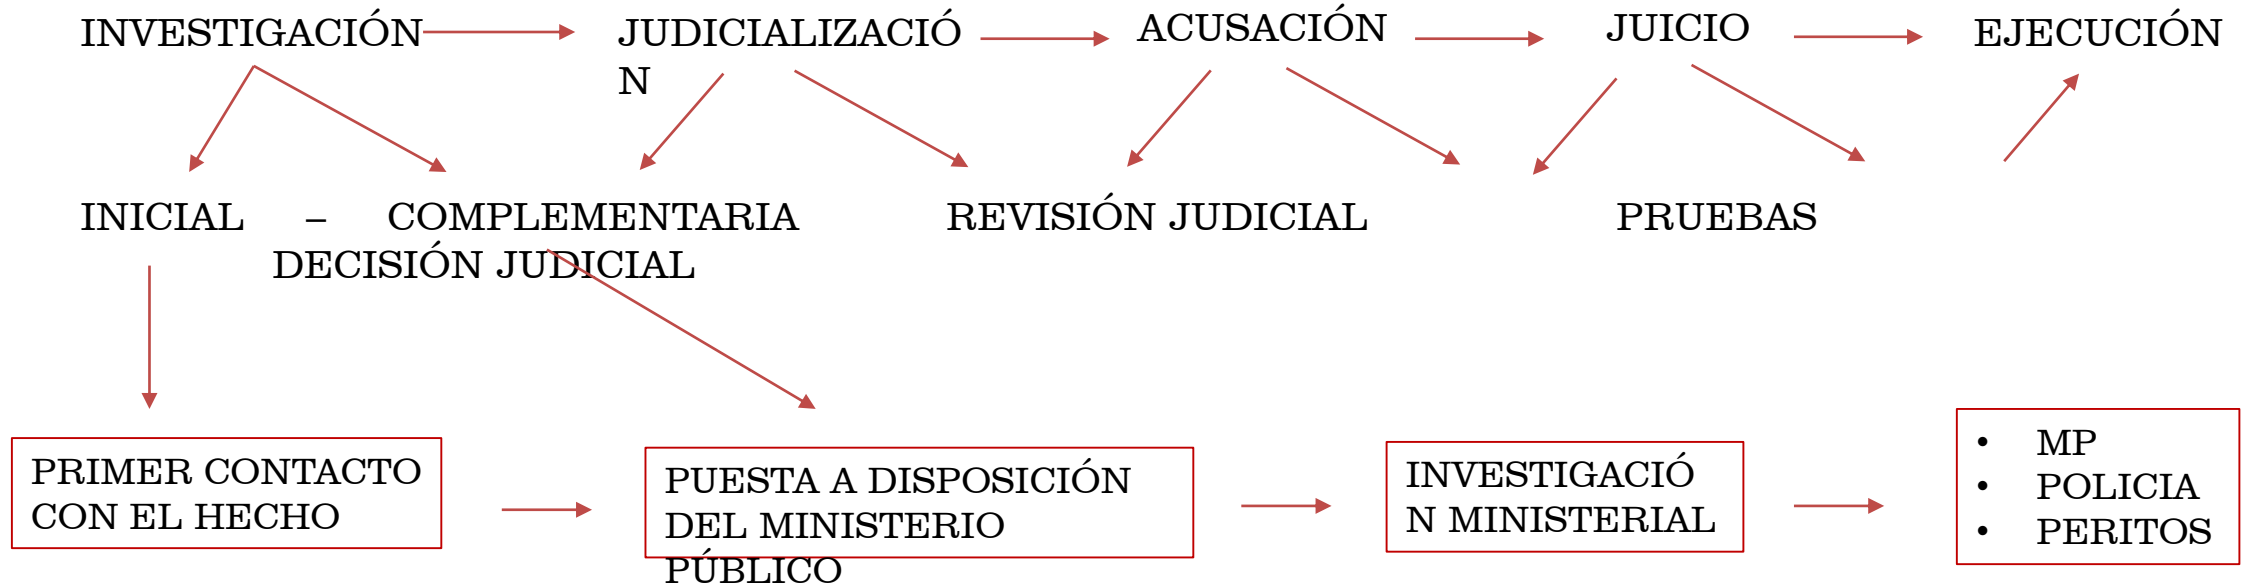 INVESTIGACIÓN
JUDICIALIZACIÓ
N
ACUSACIÓN
JUICIO
EJECUCIÓN
INICIAL – COMPLEMENTARIA REVISIÓN JUDICIAL PRUEBAS
DECISIÓN JUDICIAL
PRIMER CONTACTO
CON EL HECHO
PUESTA A DISPOSICIÓN
DEL MINISTERIO
PÚBLICO
INVESTIGACIÓ
N MINISTERIAL
• MP
• POLICIA
• PERITOS